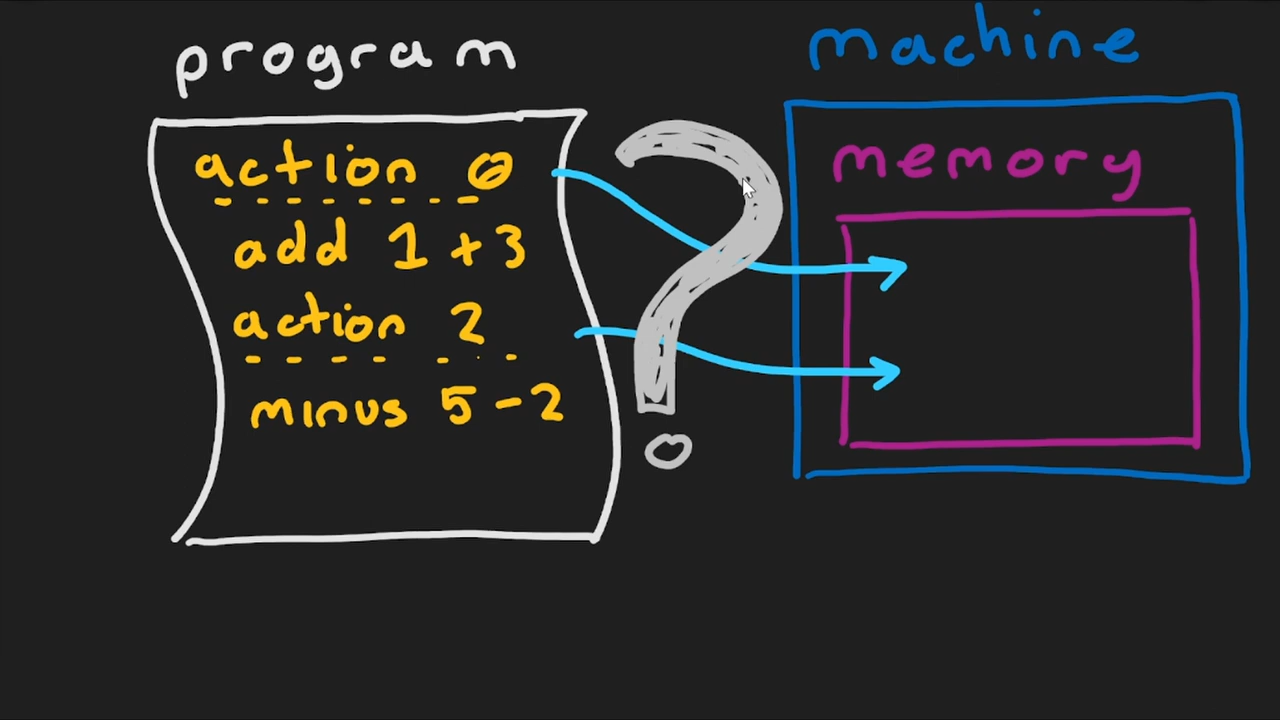 program
action 0
add 1 + 3
action 2
minus 5 - 2
?
machine
memory